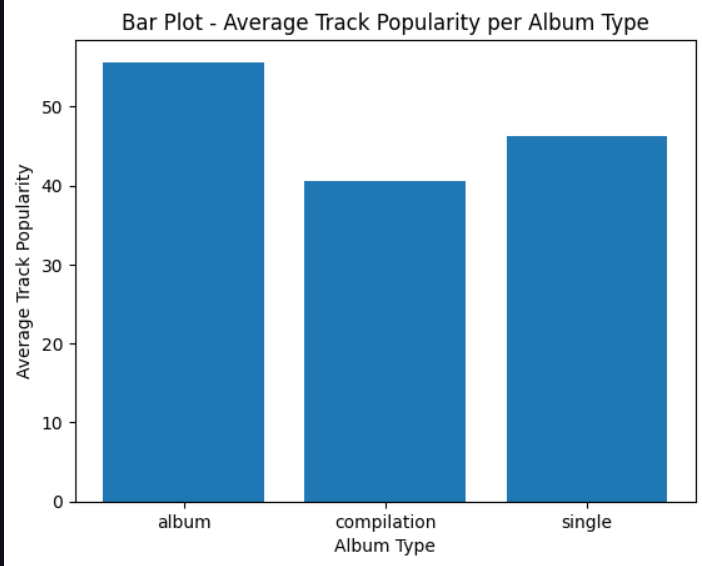 Bar Plot - Average Track Popularity per Album Type
Average Track Popularity
50
40
30
20
10
0
album compilation single
Album Type